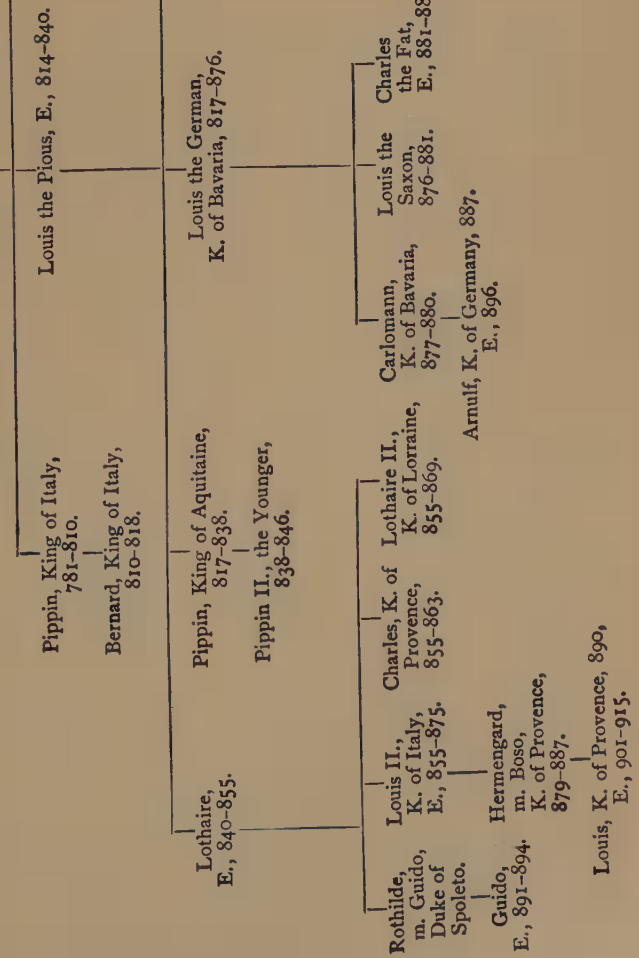 Pippin, King of Italy,
781–810.
Bernard, King of Italy,
810–818.
Louis the Pious, E., 814–840.
Lothaire,
E., 840–855.
Pippin, King of Aquitaine,
817–838.
Pippin II., the Younger,
838–846.
Louis the German,
K. of Bavaria, 817–876.
Rothilde,
m. Guido,
Duke of
Spoleto.
Guido,
E., 891–894.
Louis II.,
K. of Italy,
E., 855–875.
Hermengard,
m. Boso,
K. of Provence,
879–887.
Louis, K. of Provence, 890,
E., 901–915.
Charles, K. of
Provence,
855–863.
Lothaire II.,
K. of Lorraine,
855–869.
Carlomann,
K. of Bavaria,
877–880.
Arnulf, K. of Germany, 887.
E., 896.
Louis the
Saxon,
876–881.
Charles
the Fat,
E., 881–